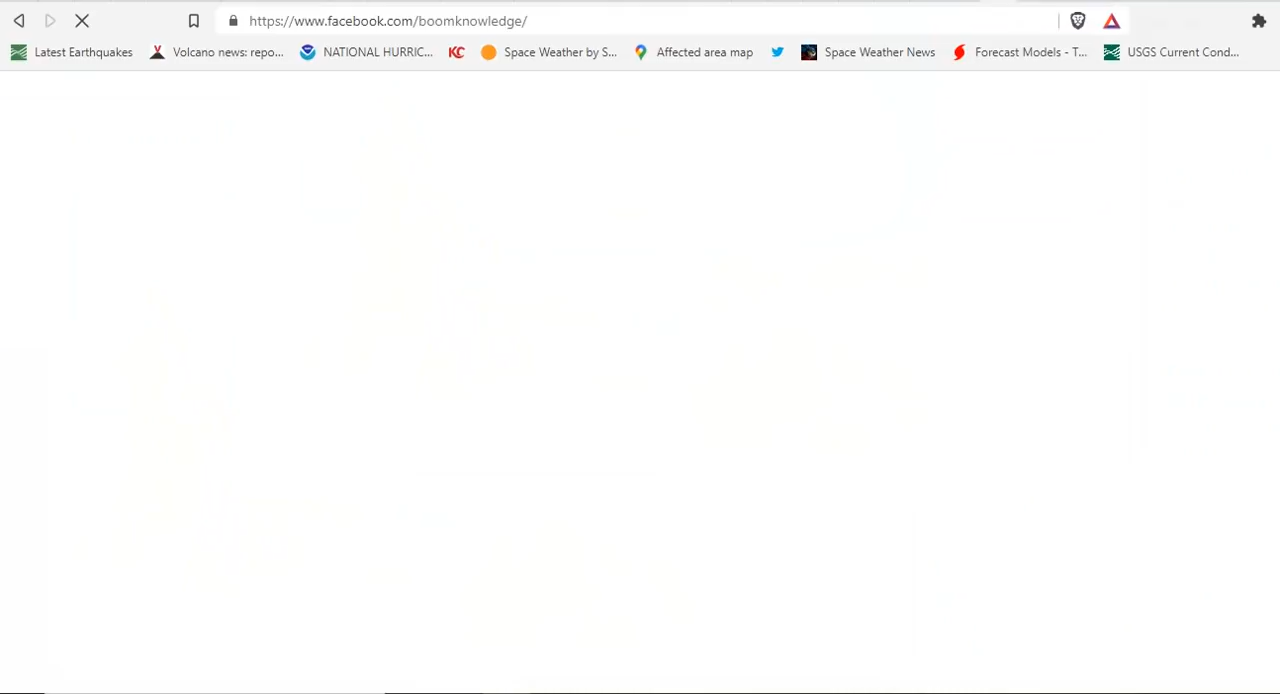 https://www.facebook.com/boomknowledge/
Latest Earthquakes Volcano news: repo... NATIONAL HURRIC... KC Space Weather by S... Affected area map Space Weather News Forecast Models - T... USGS Current Cond...